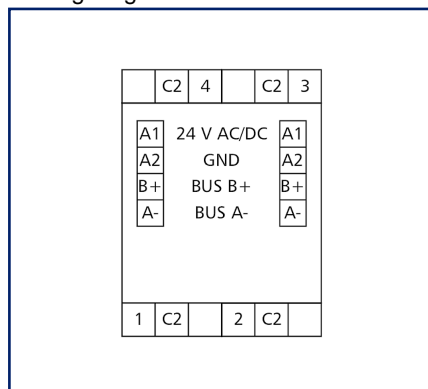 C2 4 C2 3
A1 24 V AC/DC A1
A2 GND A2
B+ BUS B+ B+
A- BUS A- A-
1 C2 2 C2